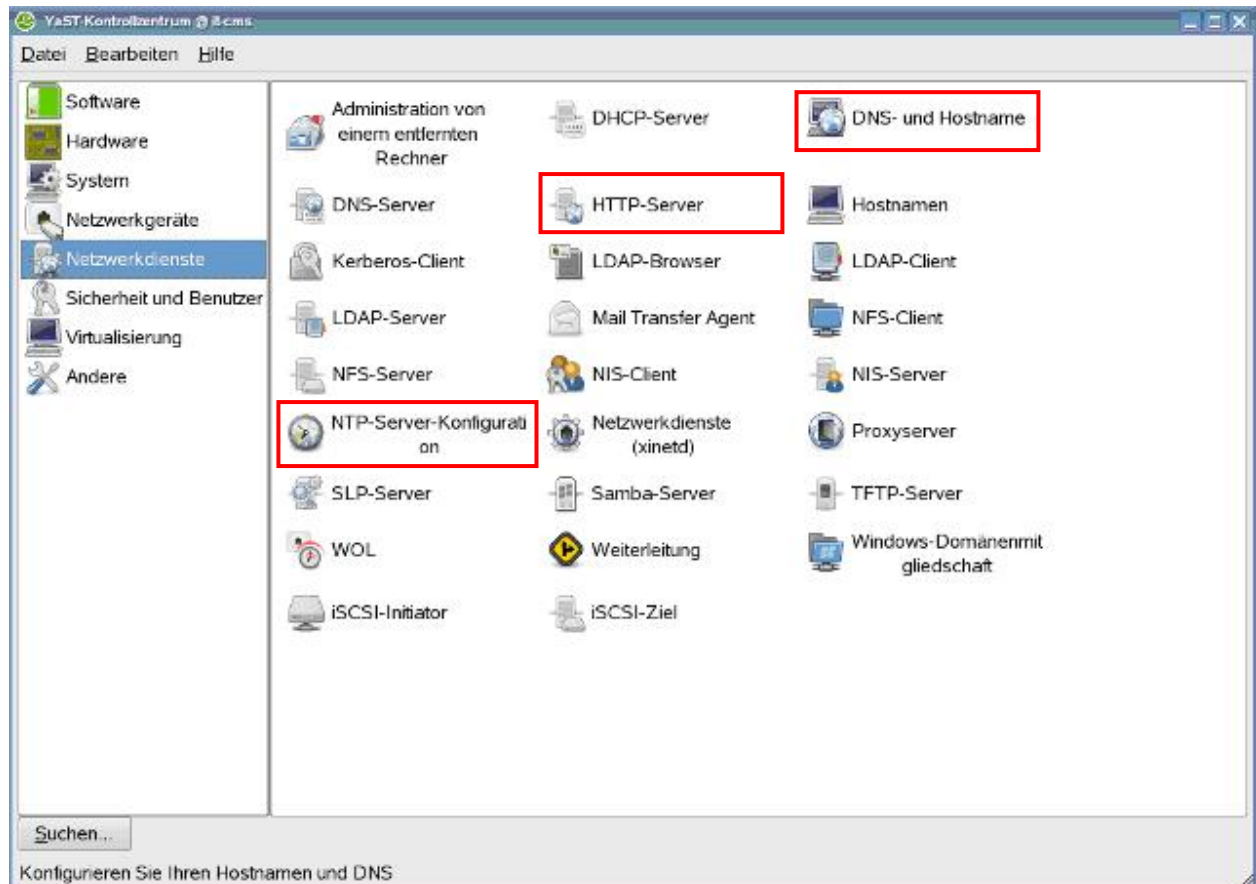 YaST-Kontrollzentrum @ it-cms
Datei Bearbeiten Hilfe
Software
Hardware
System
Netzwerkgeräte
Netzwerkdienste
Sicherheit und Benutzer
Virtualisierung
Andere
Administration von
einem entfernten
Rechner
DHCP-Server
DNS- und Hostname
DNS-Server
HTTP-Server
Hostnamen
Kerberos-Client
LDAP-Browser
LDAP-Client
LDAP-Server
Mail Transfer Agent
NFS-Client
NFS-Server
NIS-Client
NIS-Server
NTP-Server-Konfigurati
on
Netzwerkdienste
(xinetd)
Proxyserver
SLP-Server
Samba-Server
TFTP-Server
WOL
Weiterleitung
Windows-Domänenmit
gliedschaft
iSCSI-Initiator
iSCSI-Ziel
Suchen...
Konfigurieren Sie Ihren Hostnamen und DNS